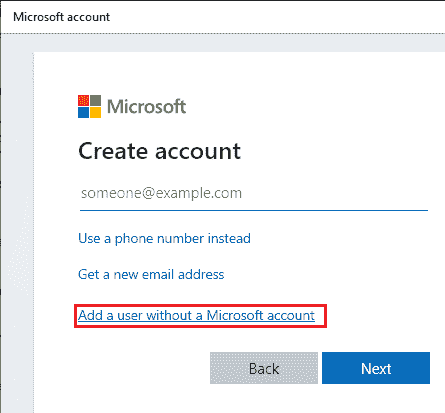 Microsoft account
Microsoft
Create account
someone@example.com
Use a phone number instead
Get a new email address
Add a user without a Microsoft account
Back
Next